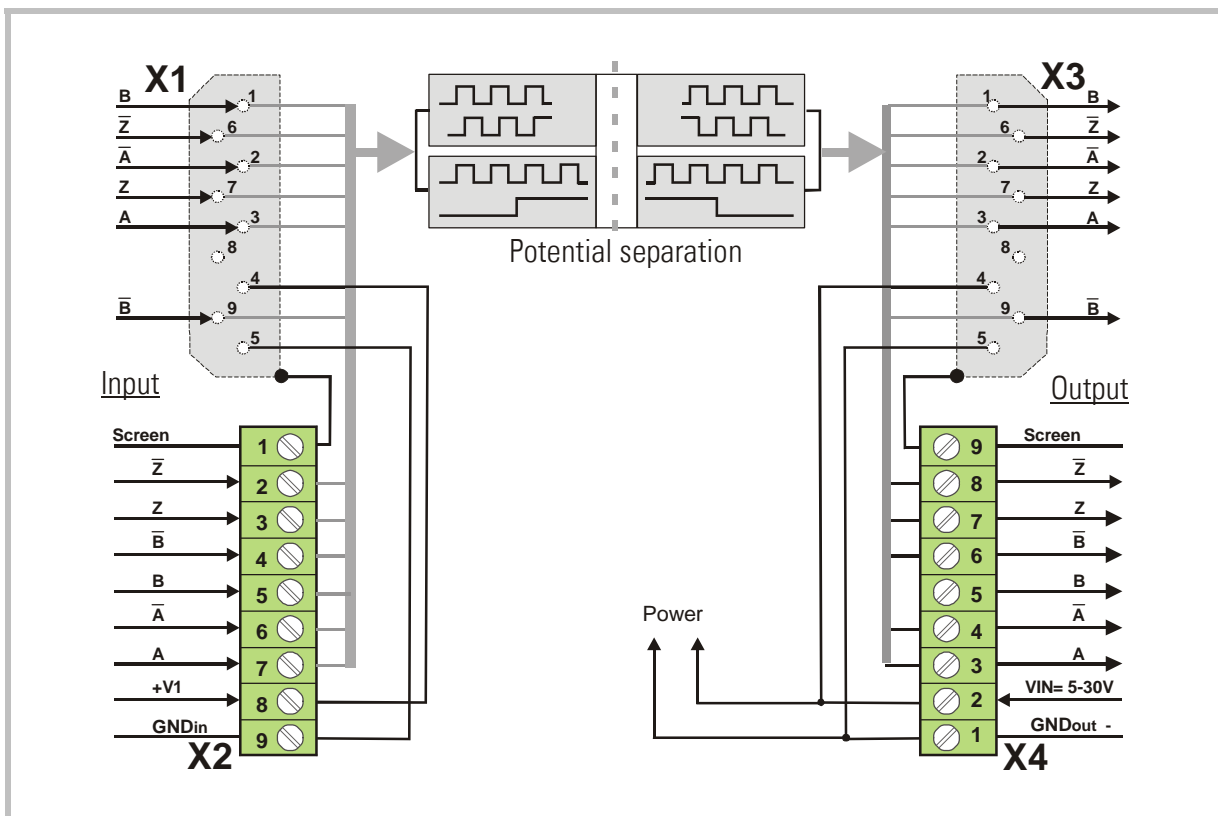 X1
B
1
Z̅
6
A̅
2
Z
7
A
3
8
4
B̅
9
5
Input
Potential separation
X3
1
B
6
Z̅
2
A̅
7
Z
3
A
8
4
9
B̅
5
Output
Screen
1
Z̅
2
Z
3
B̅
4
B
5
A̅
6
A
7
+V1
8
GNDin
9
X2
Power
9
Screen
8
Z̅
7
Z
6
B̅
5
B
4
A̅
3
A
2
VIN= 5-30V
1
GNDout -
X4